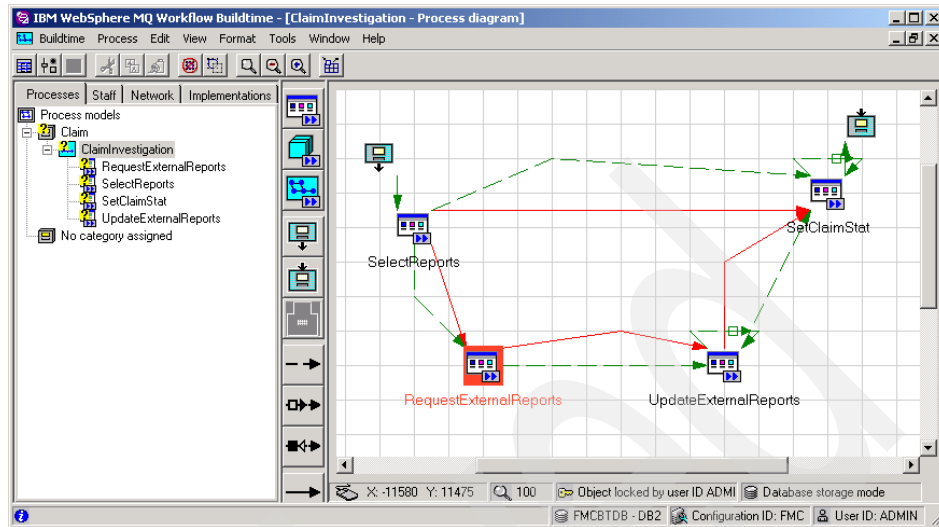 IBM WebSphere MQ Workflow Buildtime - [ClaimInvestigation - Process diagram]
Buildtime Process Edit View Format Tools Window Help
Processes Staff Network Implementations
Process models
Claim
ClaimInvestigation
RequestExternalReports
SelectReports
SetClaimStat
UpdateExternalReports
No category assigned
SetClaimStat
SelectReports
RequestExternalReports
UpdateExternalReports
X: -11580 Y: 11475 100 Object locked by user ID ADMI Database storage mode
FMCBTDB - DB2 Configuration ID: FMC User ID: ADMIN